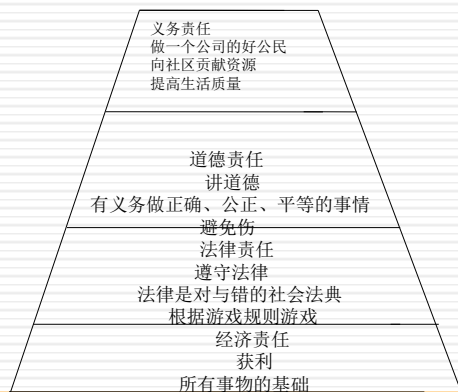 义务责任
做一个公司的好公民
向社区贡献资源
提高生活质量
道德责任
讲道德
有义务做正确、公正、平等的事情
避免伤
法律责任
遵守法律
法律是对与错的社会法典
根据游戏规则游戏
经济责任
获利
所有事物的基础